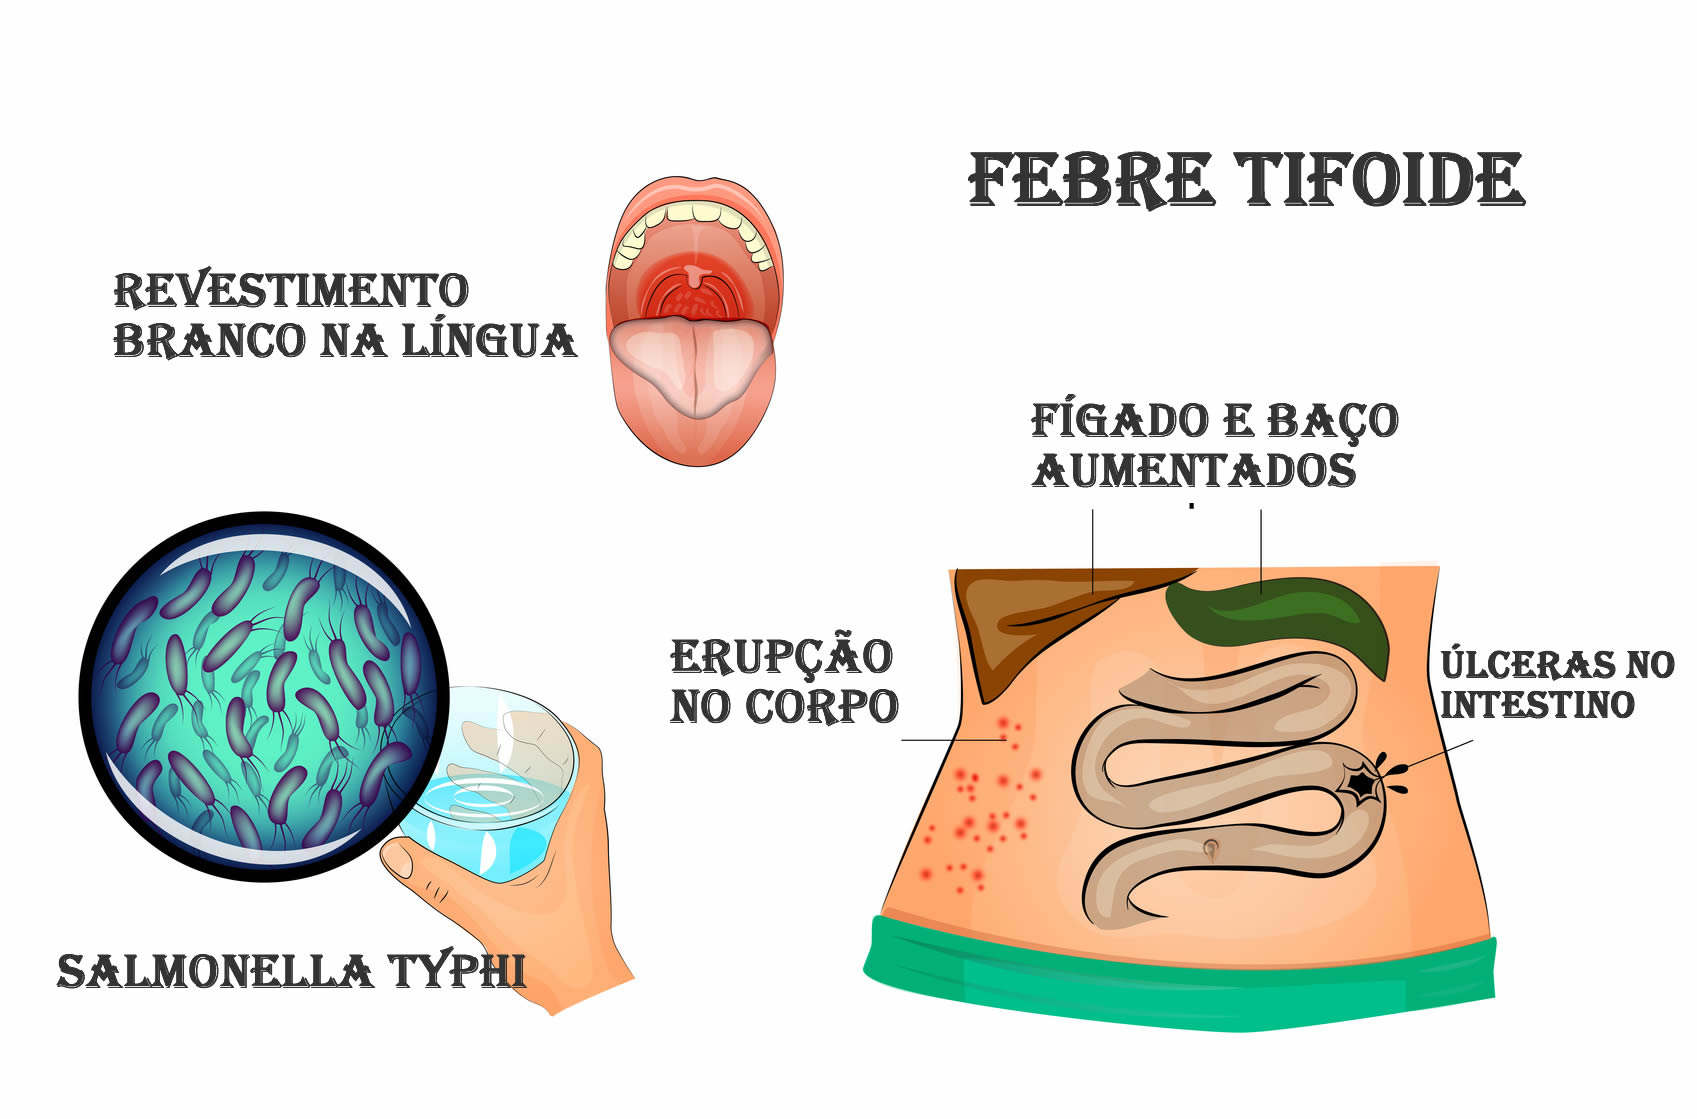 FEBRE TIFOIDE
REVESTIMENTO
BRANCO NA LÍNGUA
FÍGADO E BAÇO
AUMENTADOS
ERUPÇÃO
NO CORPO
ÚLCERAS NO
INTESTINO
SALMONELLA TYPHI